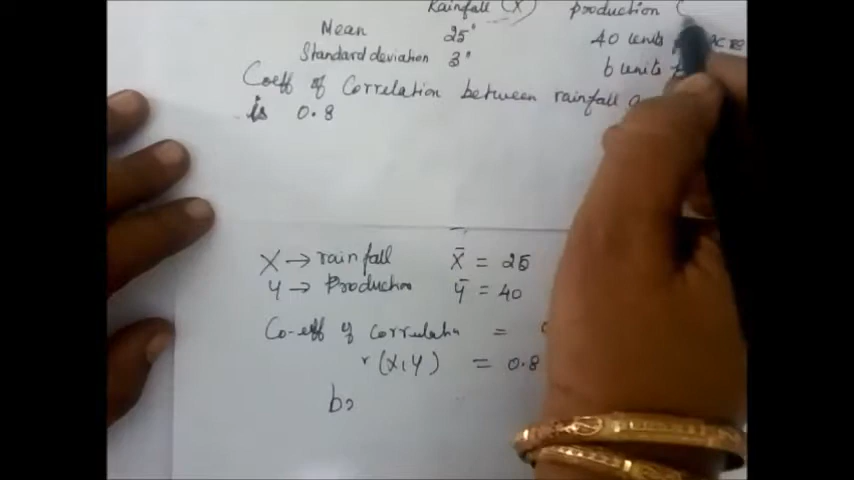 Rainfall (X) production (
Mean 25" 40 units
Standard deviation 3" 6 units
Coeff of Correlation between rainfall
is 0.8
X → rainfall X̄ = 25
Y → Production Ȳ = 40
Co-eff of correlatn =
r (X,Y) = 0.8